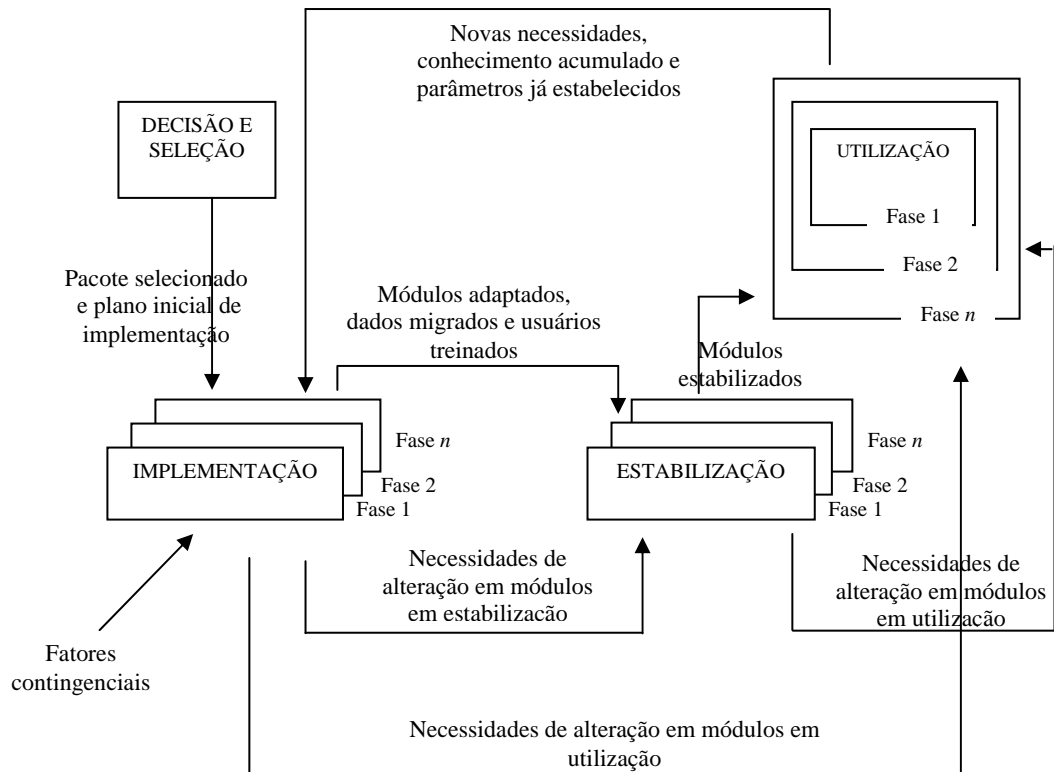 Novas necessidades,
conhecimento acumulado e
parâmetros já estabelecidos
DECISÃO E
SELEÇÃO
UTILIZAÇÃO
Fase 1
Fase 2
Fase n
Pacote selecionado
e plano inicial de
implementação
Módulos adaptados,
dados migrados e usuários
treinados
Módulos
estabilizados
Fase n
IMPLEMENTAÇÃO
Fase 2
Fase 1
Fase n
ESTABILIZAÇÃO
Fase 2
Fase 1
Necessidades de
alteração em módulos
em estabilizacão
Necessidades de
alteração em módulos
em utilização
Fatores
contingenciais
Necessidades de alteração em módulos em
utilização